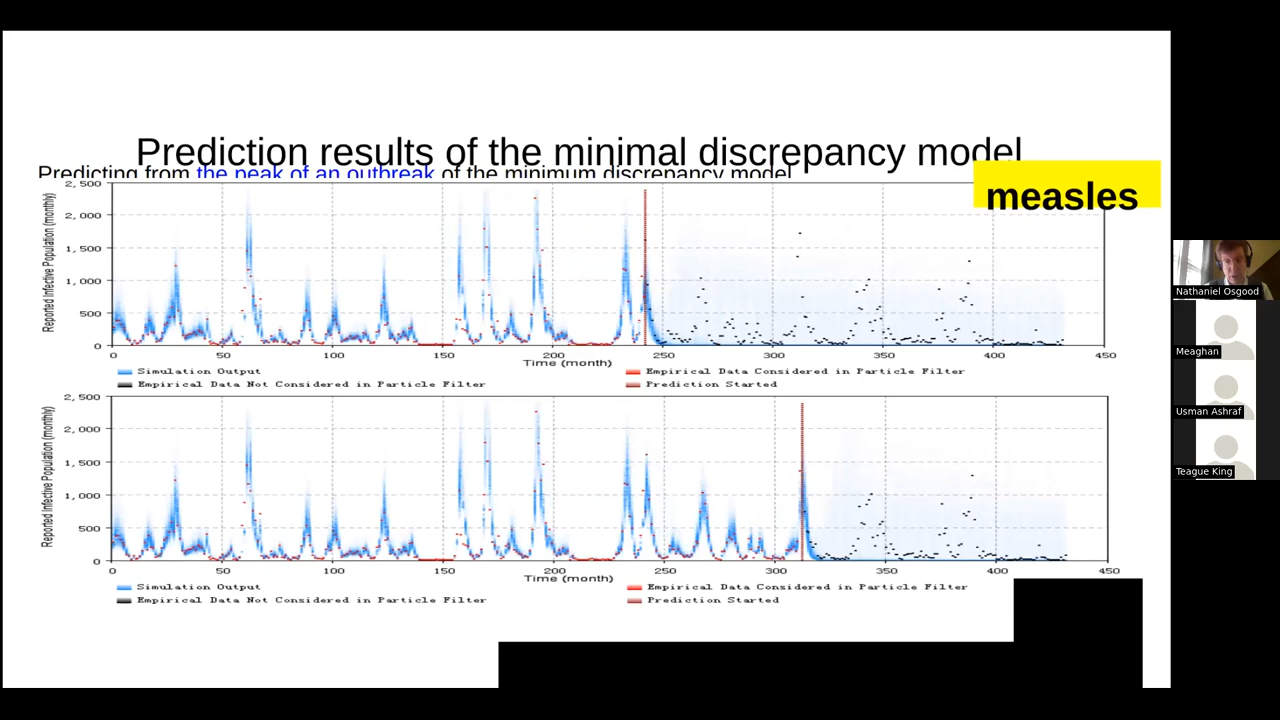 Prediction results of the minimal discrepancy model
Predicting from the peak of an outbreak of the minimum discrepancy model
measles
Reported Infective Population (monthly)
2,500
2,000
1,500
1,000
500
0
0 50 100 150 200 250 300 350 400 450
Time (month)
Simulation Output
Empirical Data Considered in Particle Filter
Empirical Data Not Considered in Particle Filter
Prediction Started
Reported Infective Population (monthly)
2,500
2,000
1,500
1,000
500
0
0 50 100 150 200 250 300 350 400 450
Time (month)
Simulation Output
Empirical Data Considered in Particle Filter
Empirical Data Not Considered in Particle Filter
Prediction Started
Nathaniel Osgood
Meaghan
Usman Ashraf
Teague King